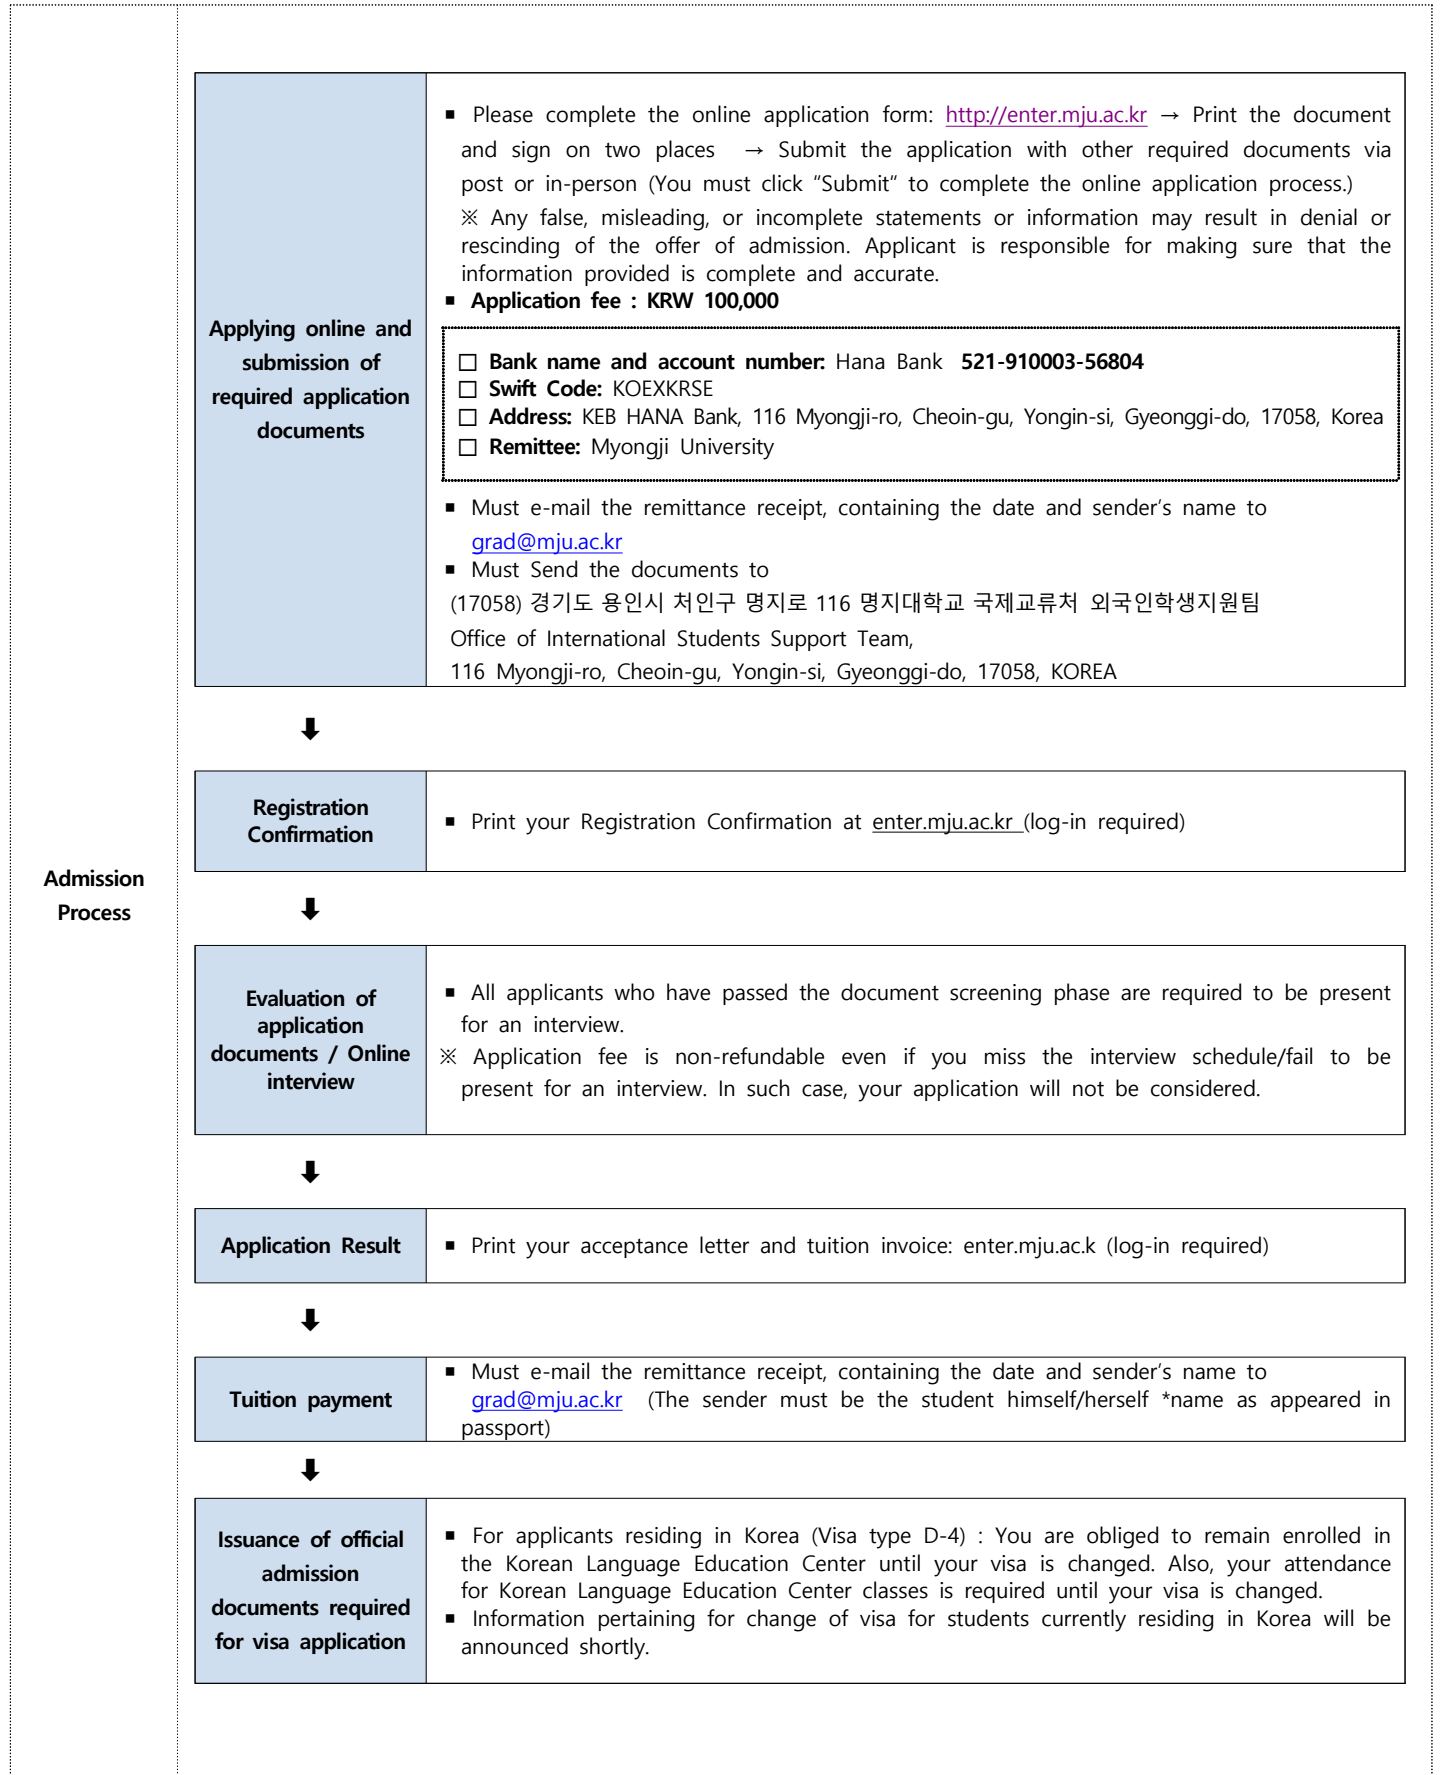 Admission
Process
Applying online and
submission of
required application
documents
▪ Please complete the online application form: http://enter.mju.ac.kr → Print the document
and sign on two places → Submit the application with other required documents via
post or in-person (You must click “Submit“ to complete the online application process.)
※ Any false, misleading, or incomplete statements or information may result in denial or
rescinding of the offer of admission. Applicant is responsible for making sure that the
information provided is complete and accurate.
▪ Application fee : KRW 100,000
□ Bank name and account number: Hana Bank 521-910003-56804
□ Swift Code: KOEXKRSE
□ Address: KEB HANA Bank, 116 Myongji-ro, Cheoin-gu, Yongin-si, Gyeonggi-do, 17058, Korea
□ Remittee: Myongji University
▪ Must e-mail the remittance receipt, containing the date and sender’s name to
grad@mju.ac.kr
▪ Must Send the documents to
(17058) 경기도 용인시 처인구 명지로 116 명지대학교 국제교류처 외국인학생지원팀
Office of International Students Support Team,
116 Myongji-ro, Cheoin-gu, Yongin-si, Gyeonggi-do, 17058, KOREA
⬇
Registration
Confirmation
▪ Print your Registration Confirmation at enter.mju.ac.kr (log-in required)
⬇
Evaluation of
application
documents / Online
interview
▪ All applicants who have passed the document screening phase are required to be present
for an interview.
※ Application fee is non-refundable even if you miss the interview schedule/fail to be
present for an interview. In such case, your application will not be considered.
⬇
Application Result
▪ Print your acceptance letter and tuition invoice: enter.mju.ac.k (log-in required)
⬇
Tuition payment
▪ Must e-mail the remittance receipt, containing the date and sender’s name to
grad@mju.ac.kr (The sender must be the student himself/herself *name as appeared in
passport)
⬇
Issuance of official
admission
documents required
for visa application
▪ For applicants residing in Korea (Visa type D-4) : You are obliged to remain enrolled in
the Korean Language Education Center until your visa is changed. Also, your attendance
for Korean Language Education Center classes is required until your visa is changed.
▪ Information pertaining for change of visa for students currently residing in Korea will be
announced shortly.